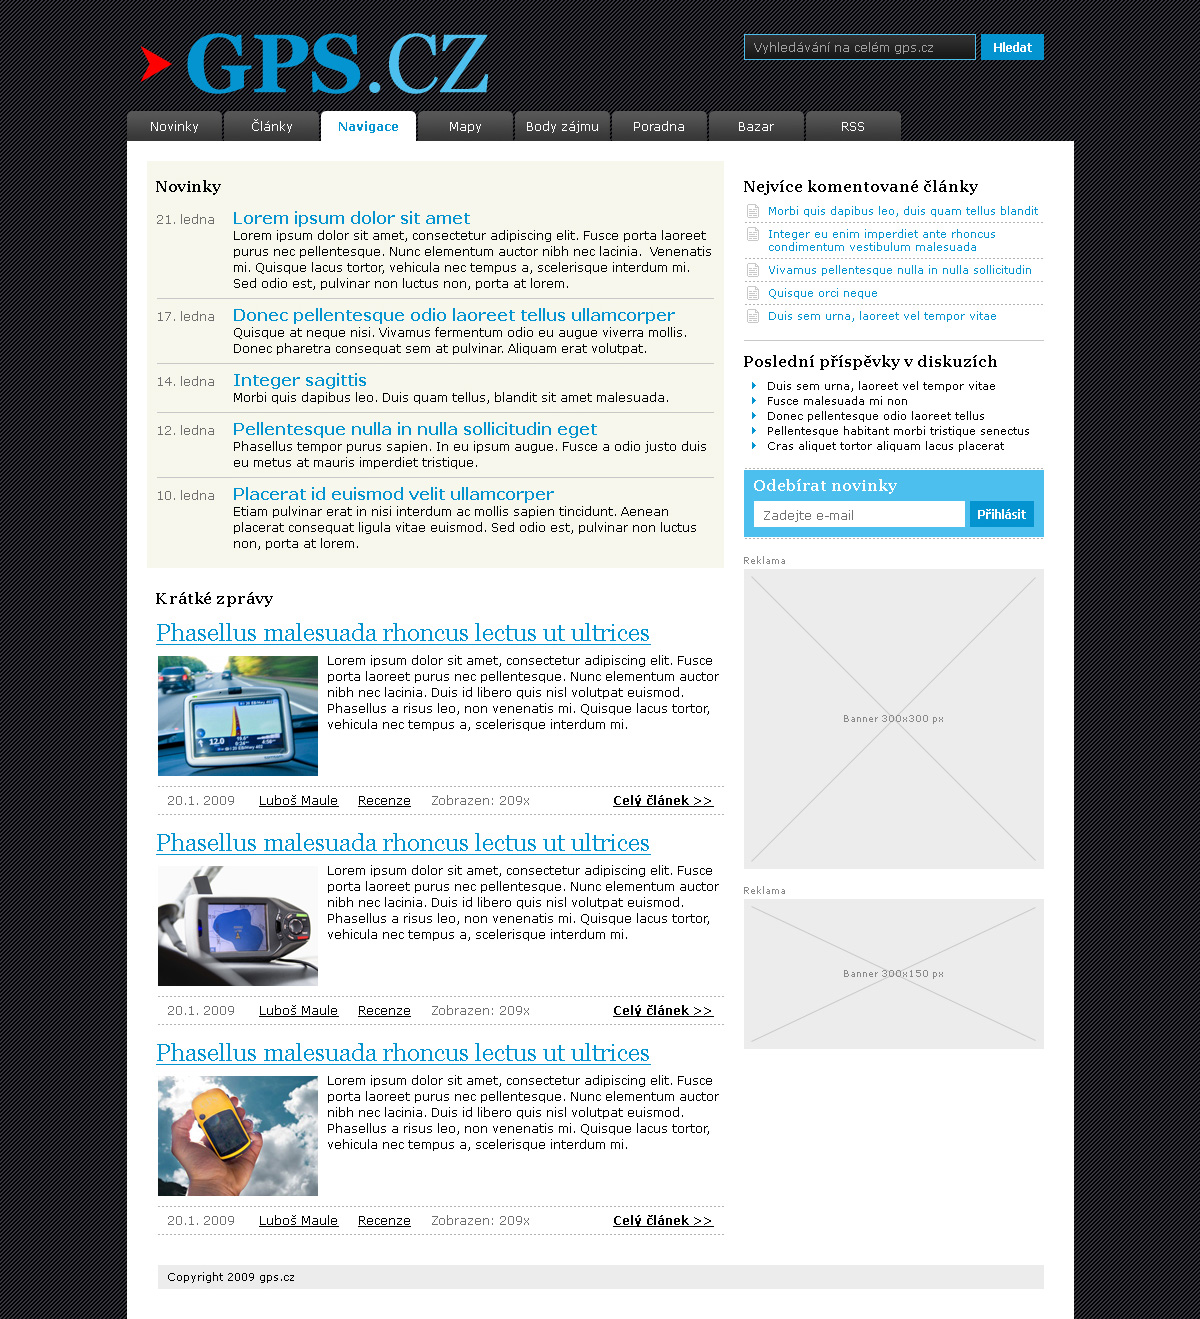 GPS.CZ
Vyhledávání na celém gps.cz
Hledat
Novinky
Články
Navigace
Mapy
Body zájmu
Poradna
Bazar
RSS
Novinky
21. ledna
Lorem ipsum dolor sit amet
Lorem ipsum dolor sit amet, consectetur adipiscing elit. Fusce porta laoreet
purus nec pellentesque. Nunc elementum auctor nibh nec lacinia. Venenatis
mi. Quisque lacus tortor, vehicula nec tempus a, scelerisque interdum mi.
Sed odio est, pulvinar non luctus non, porta at lorem.
17. ledna
Donec pellentesque odio laoreet tellus ullamcorper
Quisque at neque nisi. Vivamus fermentum odio eu augue viverra mollis.
Donec pharetra consequat sem at pulvinar. Aliquam erat volutpat.
14. ledna
Integer sagittis
Morbi quis dapibus leo. Duis quam tellus, blandit sit amet malesuada.
12. ledna
Pellentesque nulla in nulla sollicitudin eget
Phasellus tempor purus sapien. In eu ipsum augue. Fusce a odio justo duis
eu metus at mauris imperdiet tristique.
10. ledna
Placerat id euismod velit ullamcorper
Etiam pulvinar erat in nisi interdum ac mollis sapien tincidunt. Aenean
placerat consequat ligula vitae euismod. Sed odio est, pulvinar non luctus
non, porta at lorem.
Krátké zprávy
Phasellus malesuada rhoncus lectus ut ultrices
Lorem ipsum dolor sit amet, consectetur adipiscing elit. Fusce
porta laoreet purus nec pellentesque. Nunc elementum auctor
nibh nec lacinia. Duis id libero quis nisl volutpat euismod.
Phasellus a risus leo, non venenatis mi. Quisque lacus tortor,
vehicula nec tempus a, scelerisque interdum mi.
20.1. 2009
Luboš Maule
Recenze
Zobrazen: 209x
Celý článek >>
Phasellus malesuada rhoncus lectus ut ultrices
Lorem ipsum dolor sit amet, consectetur adipiscing elit. Fusce
porta laoreet purus nec pellentesque. Nunc elementum auctor
nibh nec lacinia. Duis id libero quis nisl volutpat euismod.
Phasellus a risus leo, non venenatis mi. Quisque lacus tortor,
vehicula nec tempus a, scelerisque interdum mi.
20.1. 2009
Luboš Maule
Recenze
Zobrazen: 209x
Celý článek >>
Phasellus malesuada rhoncus lectus ut ultrices
Lorem ipsum dolor sit amet, consectetur adipiscing elit. Fusce
porta laoreet purus nec pellentesque. Nunc elementum auctor
nibh nec lacinia. Duis id libero quis nisl volutpat euismod.
Phasellus a risus leo, non venenatis mi. Quisque lacus tortor,
vehicula nec tempus a, scelerisque interdum mi.
20.1. 2009
Luboš Maule
Recenze
Zobrazen: 209x
Celý článek >>
Nejvíce komentované články
Morbi quis dapibus leo, duis quam tellus blandit
Integer eu enim imperdiet ante rhoncus
condimentum vestibulum malesuada
Vivamus pellentesque nulla in nulla sollicitudin
Quisque orci neque
Duis sem urna, laoreet vel tempor vitae
Poslední příspěvky v diskuzích
Duis sem urna, laoreet vel tempor vitae
Fusce malesuada mi non
Donec pellentesque odio laoreet tellus
Pellentesque habitant morbi tristique senectus
Cras aliquet tortor aliquam lacus placerat
Odebírat novinky
Zadejte e-mail
Přihlásit
Reklama
Banner 300x300 px
Reklama
Banner 300x150 px
Copyright 2009 gps.cz